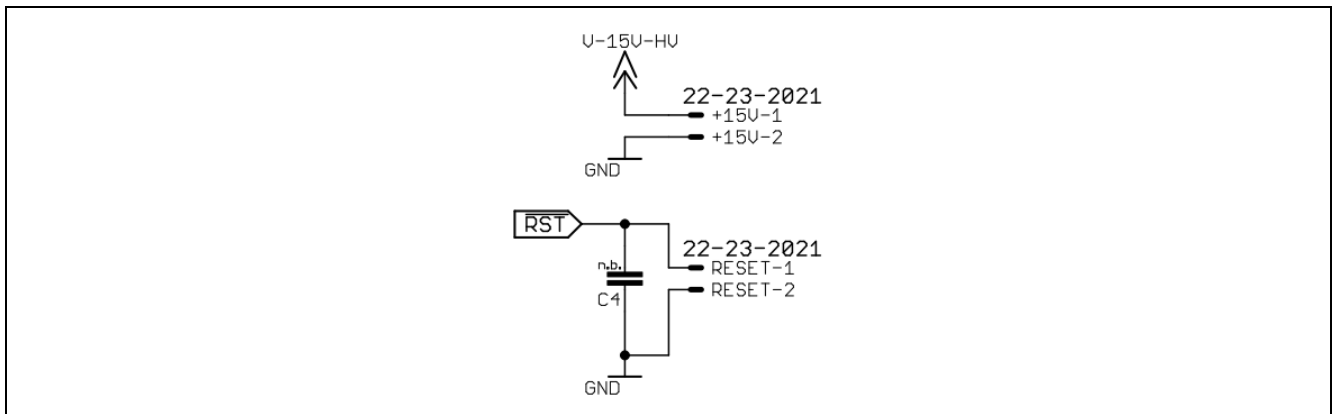 V-15V-HV
22-23-2021
+15V-1
+15V-2
GND
RST
22-23-2021
n.b.
RESET-1
C4
RESET-2
GND